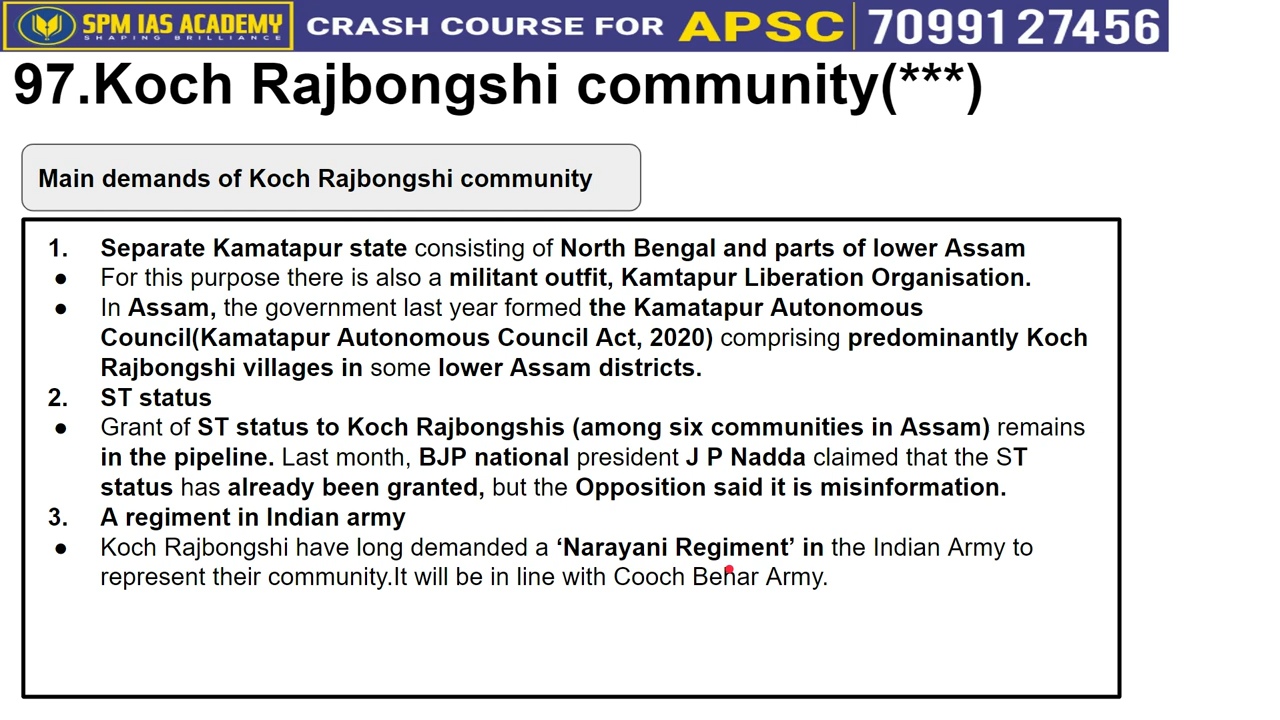 SPM IAS ACADEMY
SHAPING BRILLIANCE
CRASH COURSE FOR APSC 70991 27456
97.Koch Rajbongshi community(***)
Main demands of Koch Rajbongshi community
1. Separate Kamatapur state consisting of North Bengal and parts of lower Assam
● For this purpose there is also a militant outfit, Kamtapur Liberation Organisation.
● In Assam, the government last year formed the Kamatapur Autonomous
Council(Kamatapur Autonomous Council Act, 2020) comprising predominantly Koch
Rajbongshi villages in some lower Assam districts.
2. ST status
● Grant of ST status to Koch Rajbongshis (among six communities in Assam) remains
in the pipeline. Last month, BJP national president J P Nadda claimed that the ST
status has already been granted, but the Opposition said it is misinformation.
3. A regiment in Indian army
● Koch Rajbongshi have long demanded a ‘Narayani Regiment’ in the Indian Army to
represent their community.It will be in line with Cooch Behar Army.